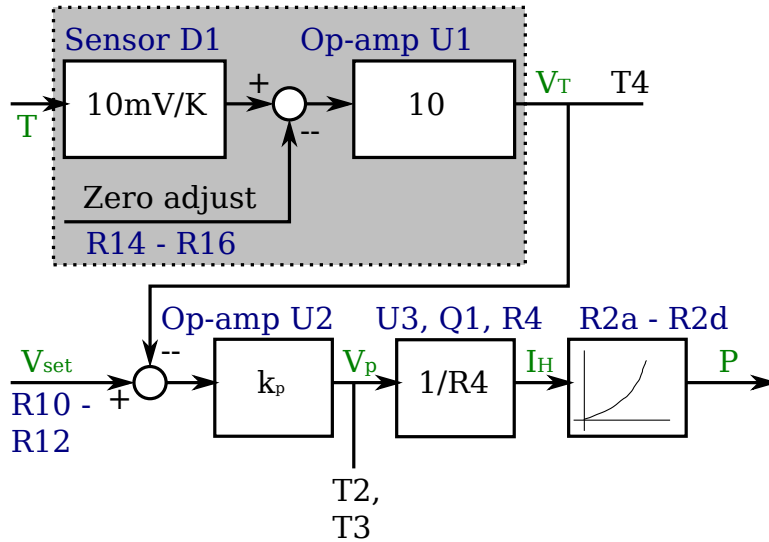 Sensor D1
Op-amp U1
T
10mV/K
+
--
10
VT
T4
Zero adjust
R14 - R16
Op-amp U2
U3, Q1, R4
R2a - R2d
Vset
+
--
kp
Vp
1/R4
IH
P
R10 -
R12
T2,
T3